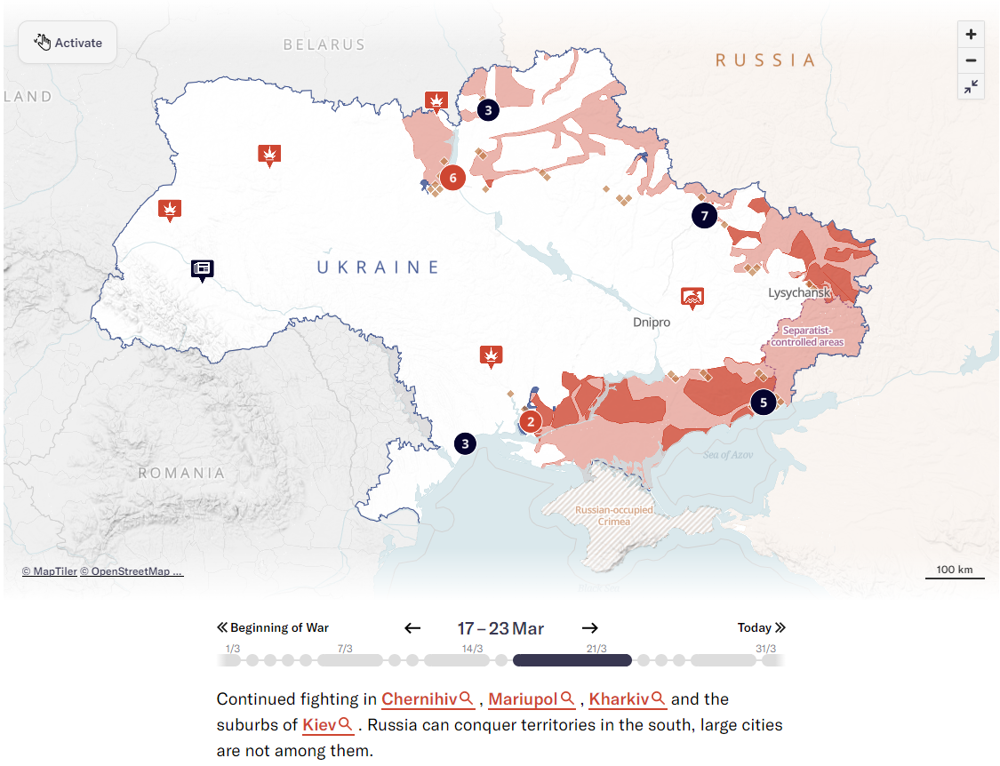 Activate
BELARUS
RUSSIA
+
−
LAND
3
6
7
UKRAINE
Lysychansk
Dnipro
Separatist-
controlled areas
5
2
3
Sea of Azov
ROMANIA
Russian-occupied
Crimea
© MapTiler © OpenStreetMap ...
100 km
Black Sea
Beginning of War
17 – 23 Mar
Today
1/3 7/3 14/3 21/3 31/3
Continued fighting in Chernihiv , Mariupol , Kharkiv and the
suburbs of Kiev . Russia can conquer territories in the south, large cities
are not among them.